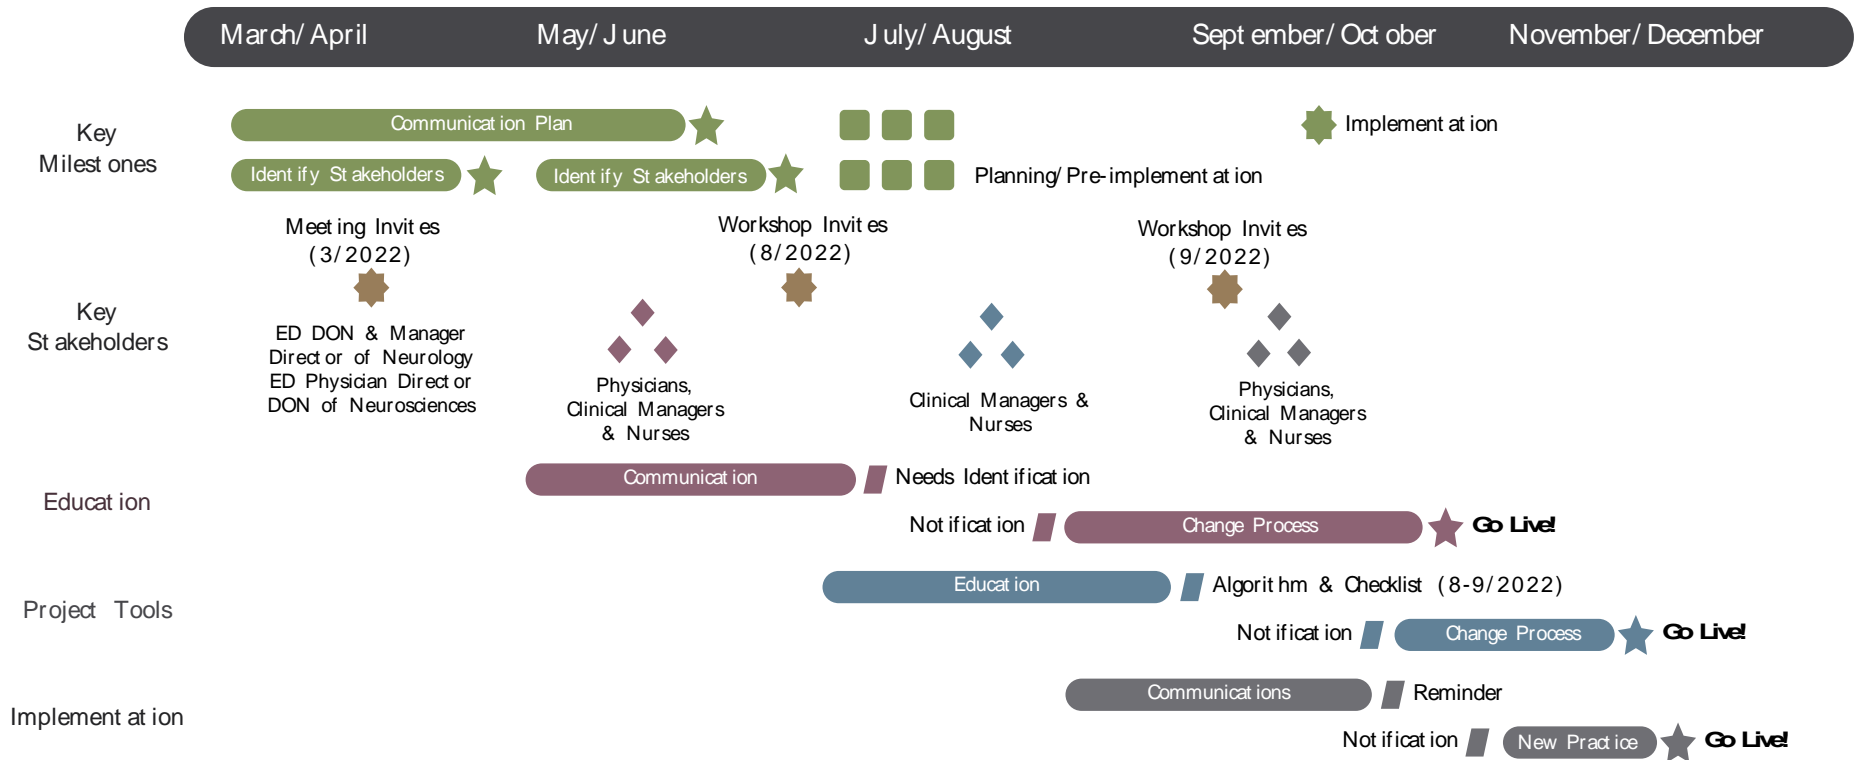 March/April
May/June
July/August
September/October
November/December
Key
Milestones
Communication Plan
Implementation
Identify Stakeholders
Identify Stakeholders
Planning/Pre-implementation
Meeting Invites
(3/2022)
Workshop Invites
(8/2022)
Workshop Invites
(9/2022)
Key
Stakeholders
ED DON & Manager
Director of Neurology
ED Physician Director
DON of Neurosciences
Physicians,
Clinical Managers
& Nurses
Clinical Managers &
Nurses
Physicians,
Clinical Managers
& Nurses
Education
Communication
Needs Identification
Notification
Change Process
Go Live!
Project Tools
Education
Algorithm & Checklist (8-9/2022)
Notification
Change Process
Go Live!
Implementation
Communications
Reminder
Notification
New Practice
Go Live!